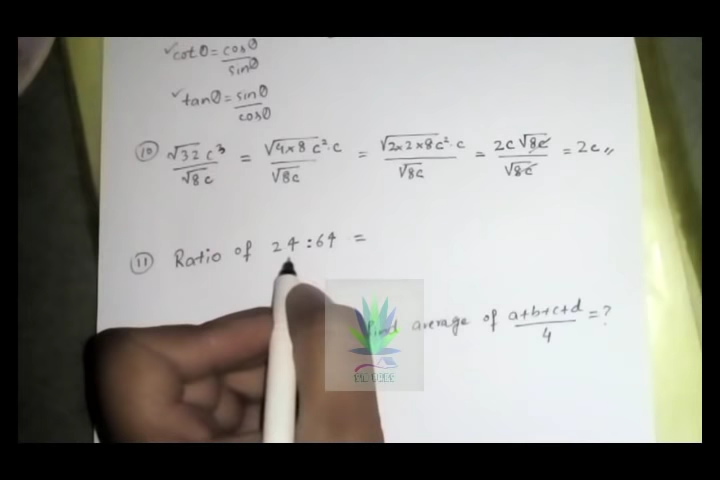 ✓cotθ = cosθ/sinθ
✓tanθ = sinθ/cosθ
⑩ √32 c³/√8c = √4×8 c²·c/√8c = √2×2×8c²·c/√8c = 2c√8c/√8c = 2c,,
⑪ Ratio of 24:64 =
find average of a+b+c+d/4 = ?